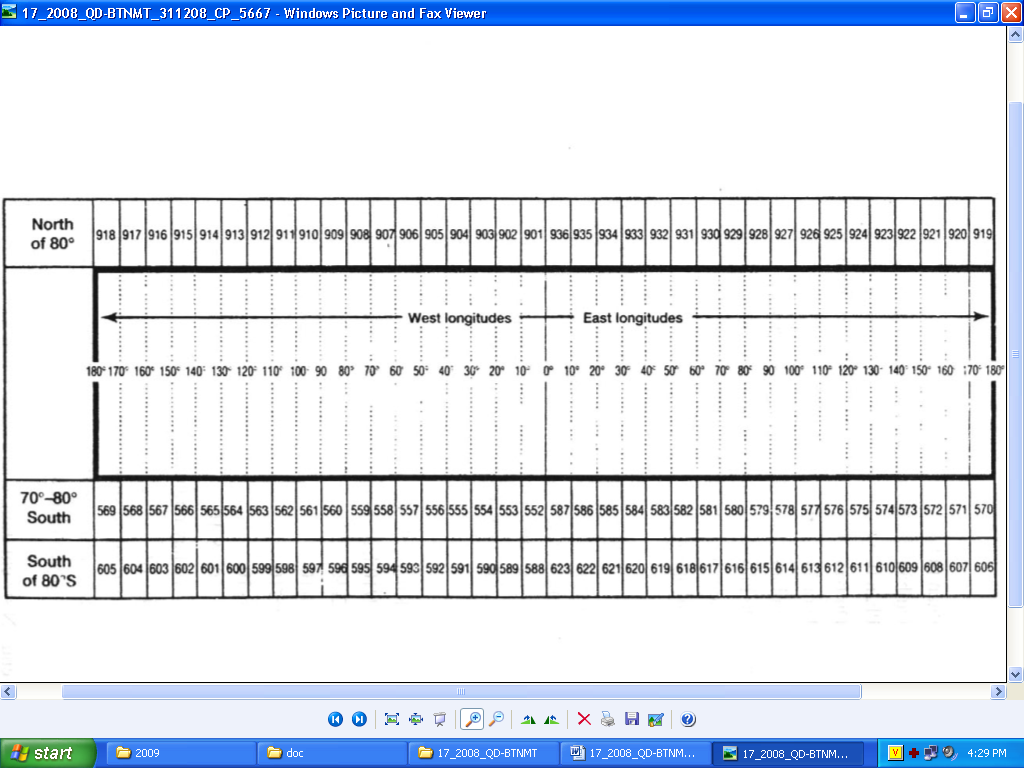 17_2008_QD-BTNMT_311208_CP_5667 - Windows Picture and Fax Viewer
North
of 80°
918 917 916 915 914 913 912 911 910 909 908 907 906 905 904 903 902 901 936 935 934 933 932 931 930 929 928 927 926 925 924 923 922 921 920 919
West longitudes East longitudes
180° 170° 160° 150° 140° 130° 120° 110° 100° 90 80° 70° 60° 50° 40° 30° 20° 10° 0° 10° 20° 30° 40° 50° 60° 70° 80° 90 100° 110° 120° 130° 140° 150° 160 170° 180°
70°–80°
South
569 568 567 566 565 564 563 562 561 560 559 558 557 556 555 554 553 552 587 586 585 584 583 582 581 580 579 578 577 576 575 574 573 572 571 570
South
of 80°S
605 604 603 602 601 600 599 598 597 596 595 594 593 592 591 590 589 588 623 622 621 620 619 618 617 616 615 614 613 612 611 610 609 608 607 606
start 2009 doc 17_2008_QD-BTNMT 17_2008_QD-BTNM... 17_2008_QD-BTNM... V 4:29 PM